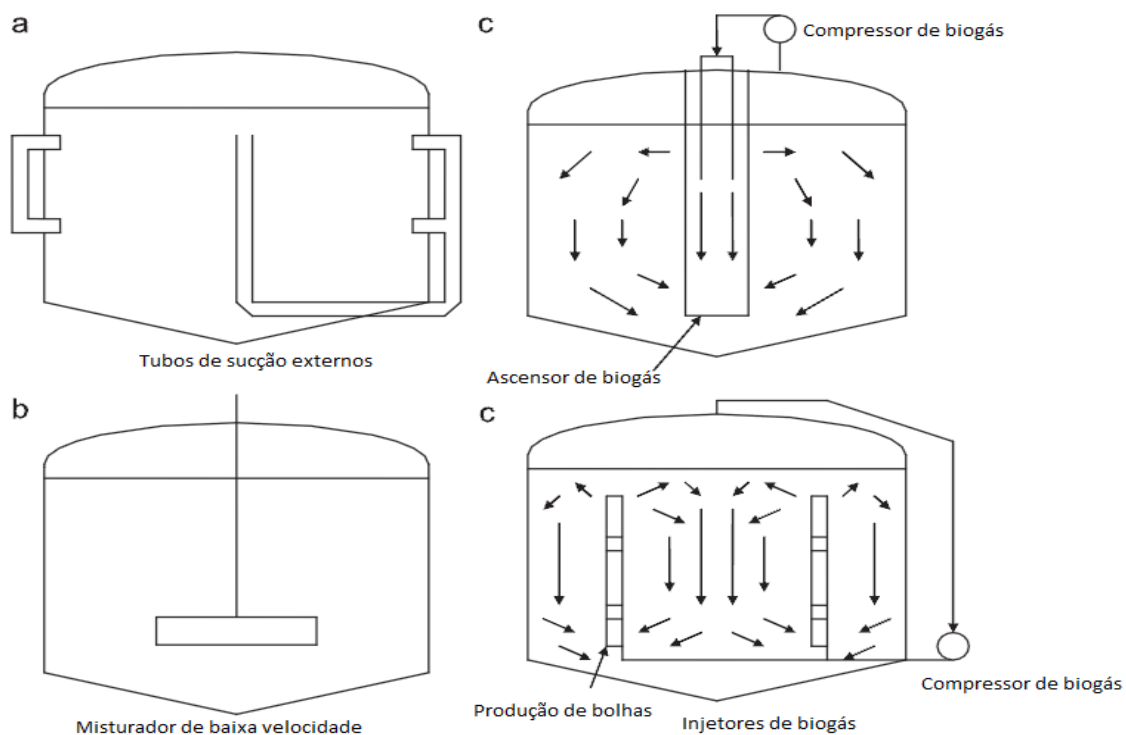 a
Tubos de sucção externos
c
Compressor de biogás
Ascensor de biogás
b
Misturador de baixa velocidade
c
Produção de bolhas
Injetores de biogás
Compressor de biogás